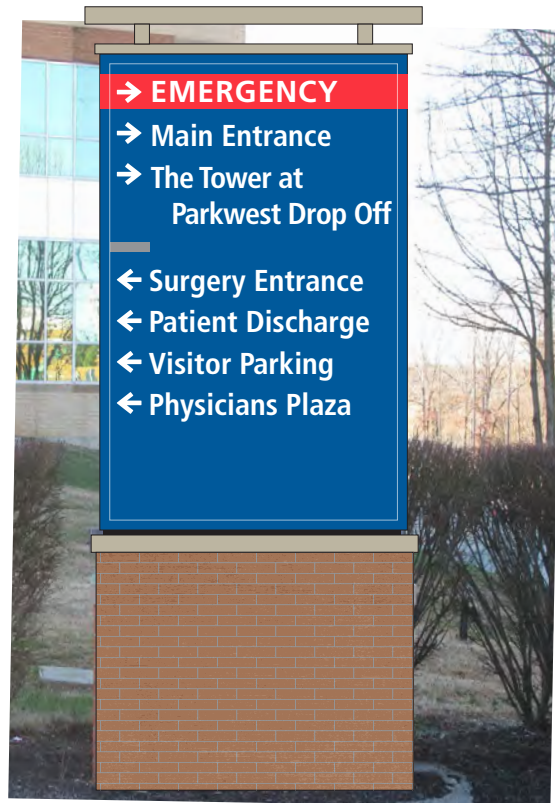 → EMERGENCY
→ Main Entrance
→ The Tower at
Parkwest Drop Off
← Surgery Entrance
← Patient Discharge
← Visitor Parking
← Physicians Plaza